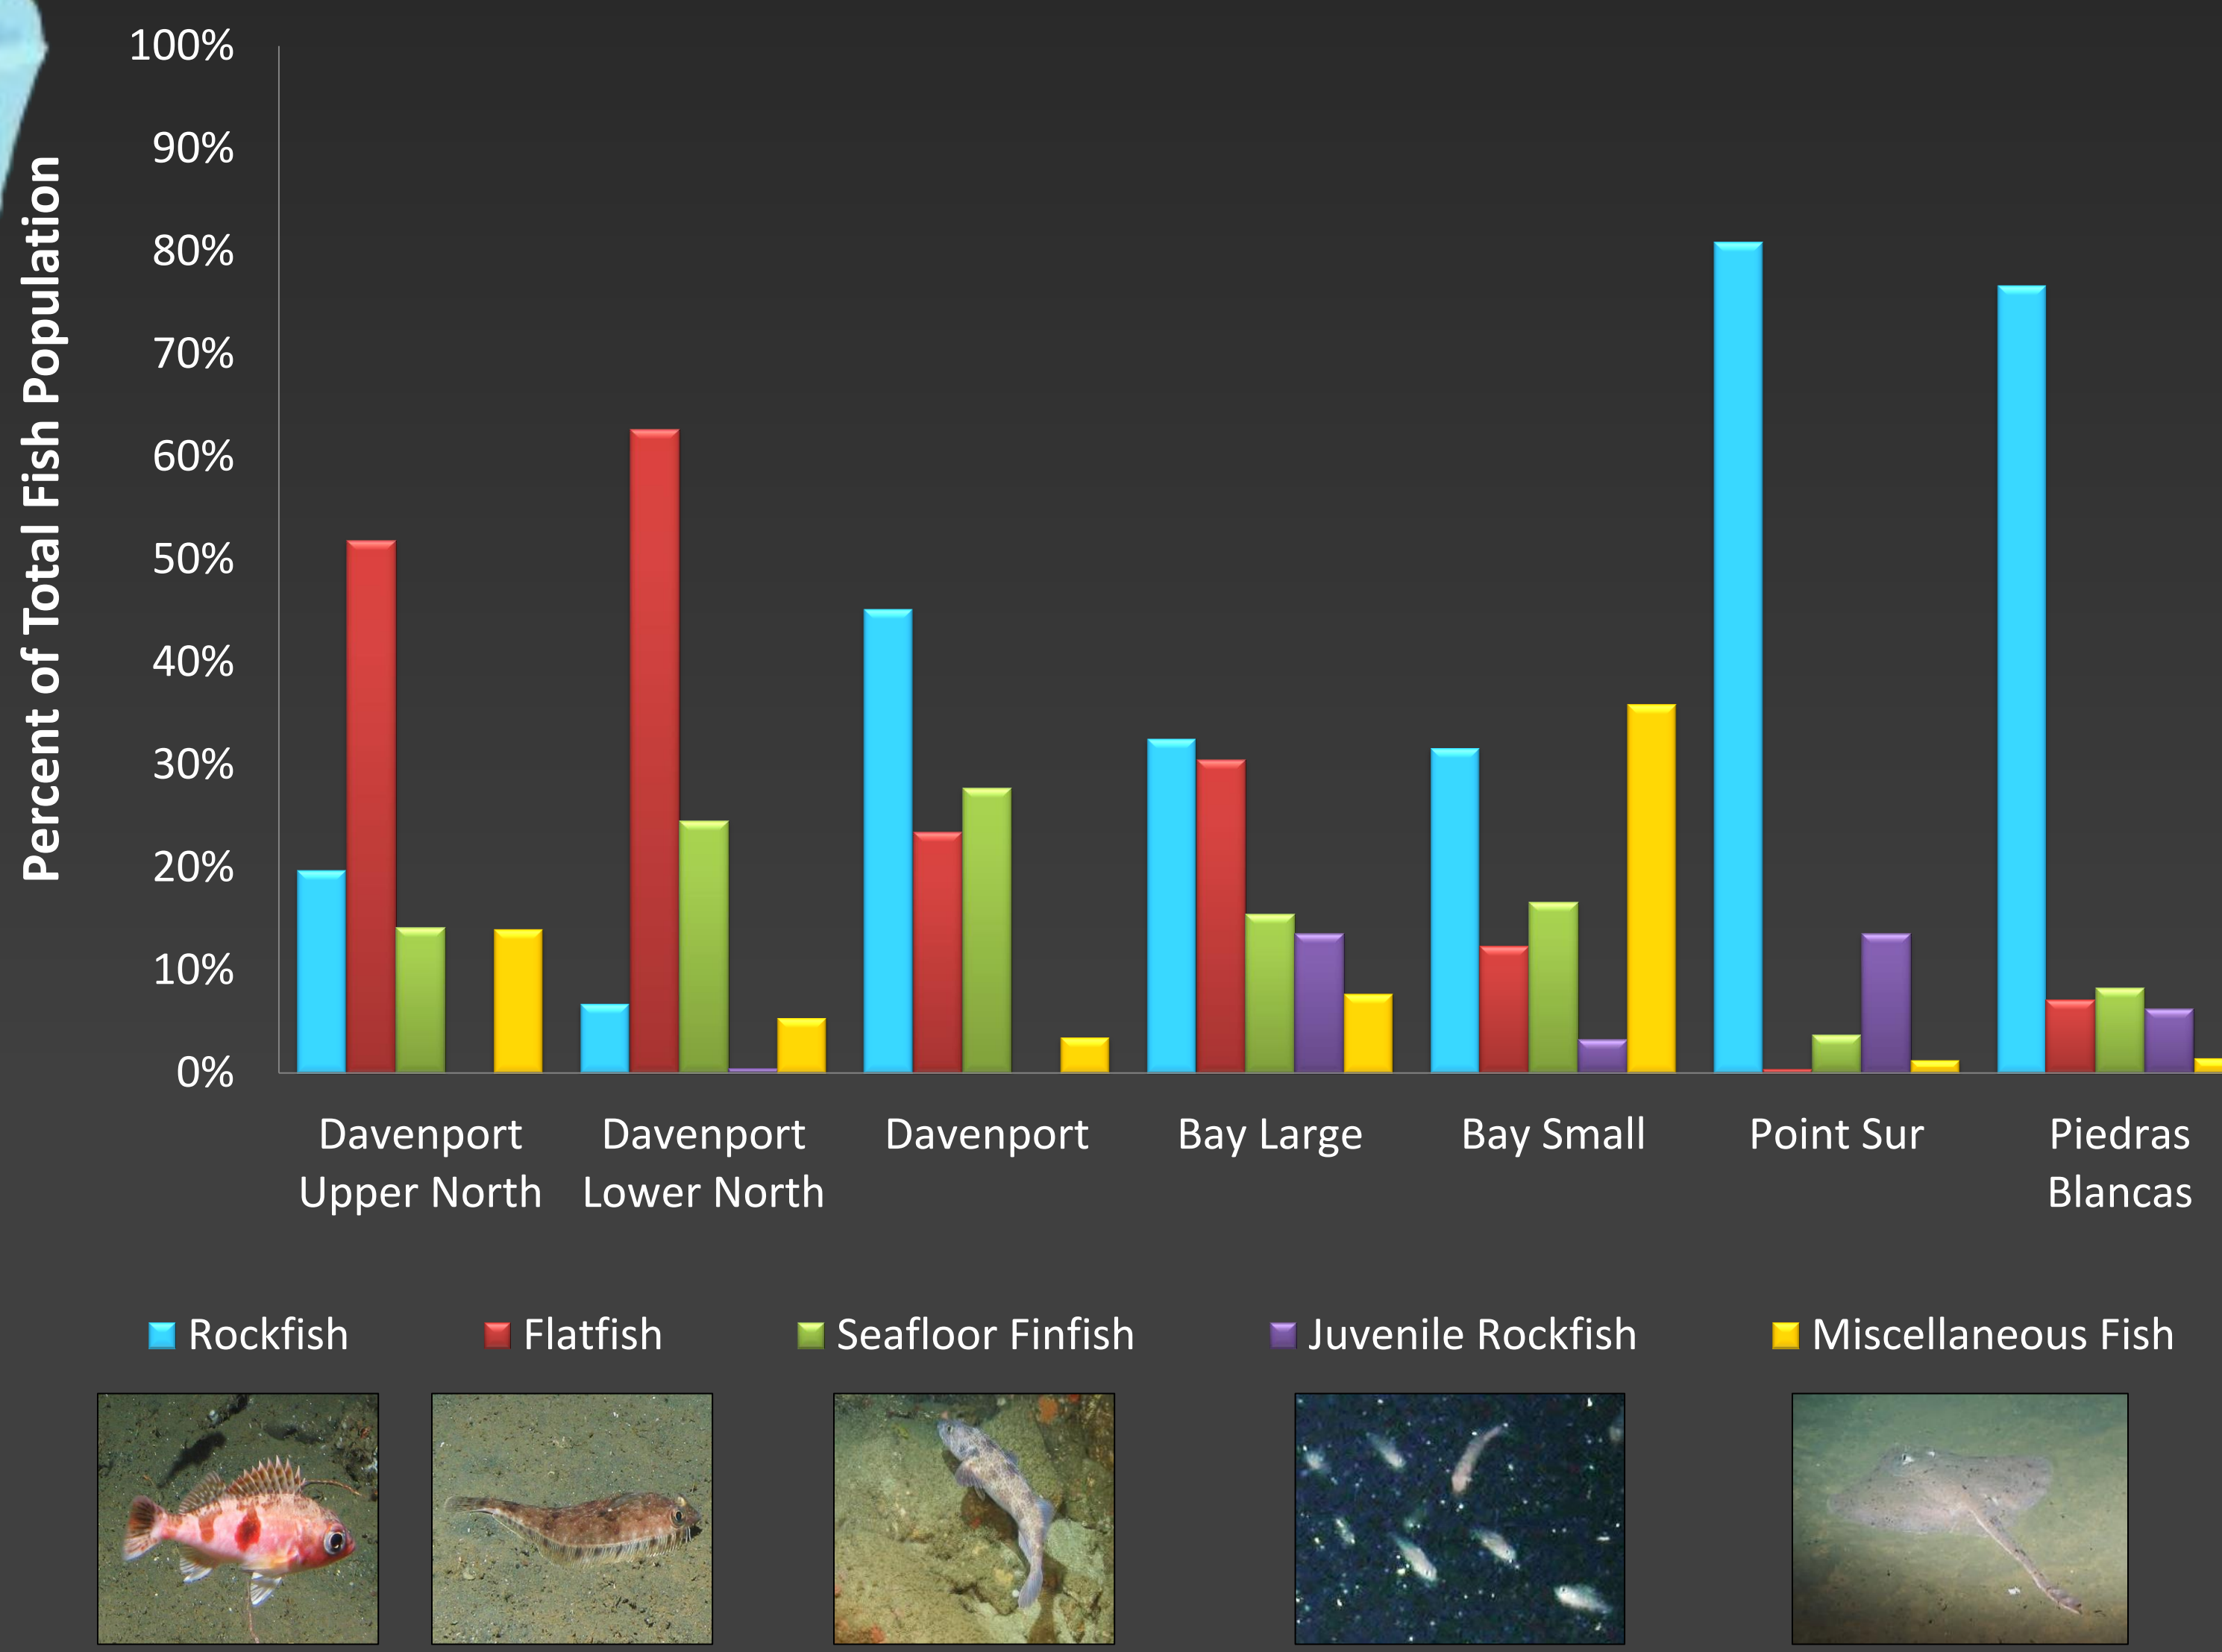 Percent of Total Fish Population
100%
90%
80%
70%
60%
50%
40%
30%
20%
10%
0%
Davenport
Upper North
Davenport
Lower North
Davenport
Bay Large
Bay Small
Point Sur
Piedras
Blancas
Rockfish
Flatfish
Seafloor Finfish
Juvenile Rockfish
Miscellaneous Fish